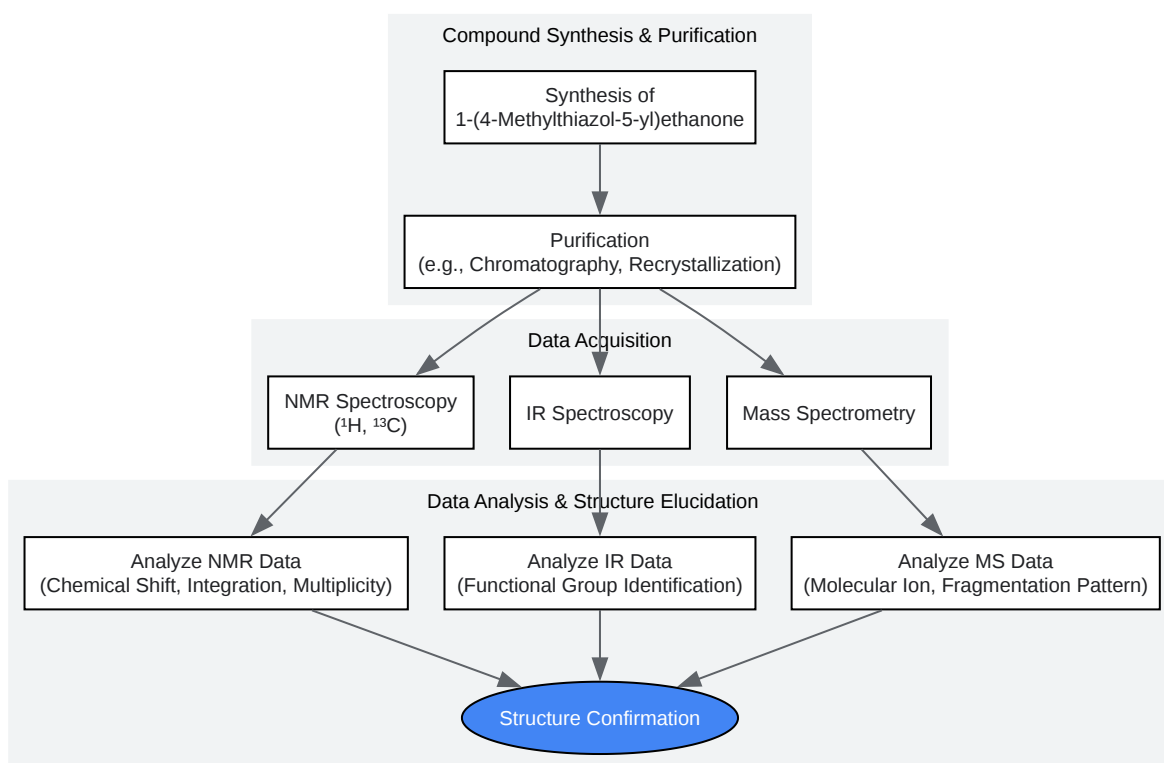 Compound Synthesis & Purification
Synthesis of
1-(4-Methylthiazol-5-yl)ethanone
Purification
(e.g., Chromatography, Recrystallization)
Data Acquisition
NMR Spectroscopy
(¹H, ¹³C)
IR Spectroscopy
Mass Spectrometry
Data Analysis & Structure Elucidation
Analyze NMR Data
(Chemical Shift, Integration, Multiplicity)
Analyze IR Data
(Functional Group Identification)
Analyze MS Data
(Molecular Ion, Fragmentation Pattern)
Structure Confirmation